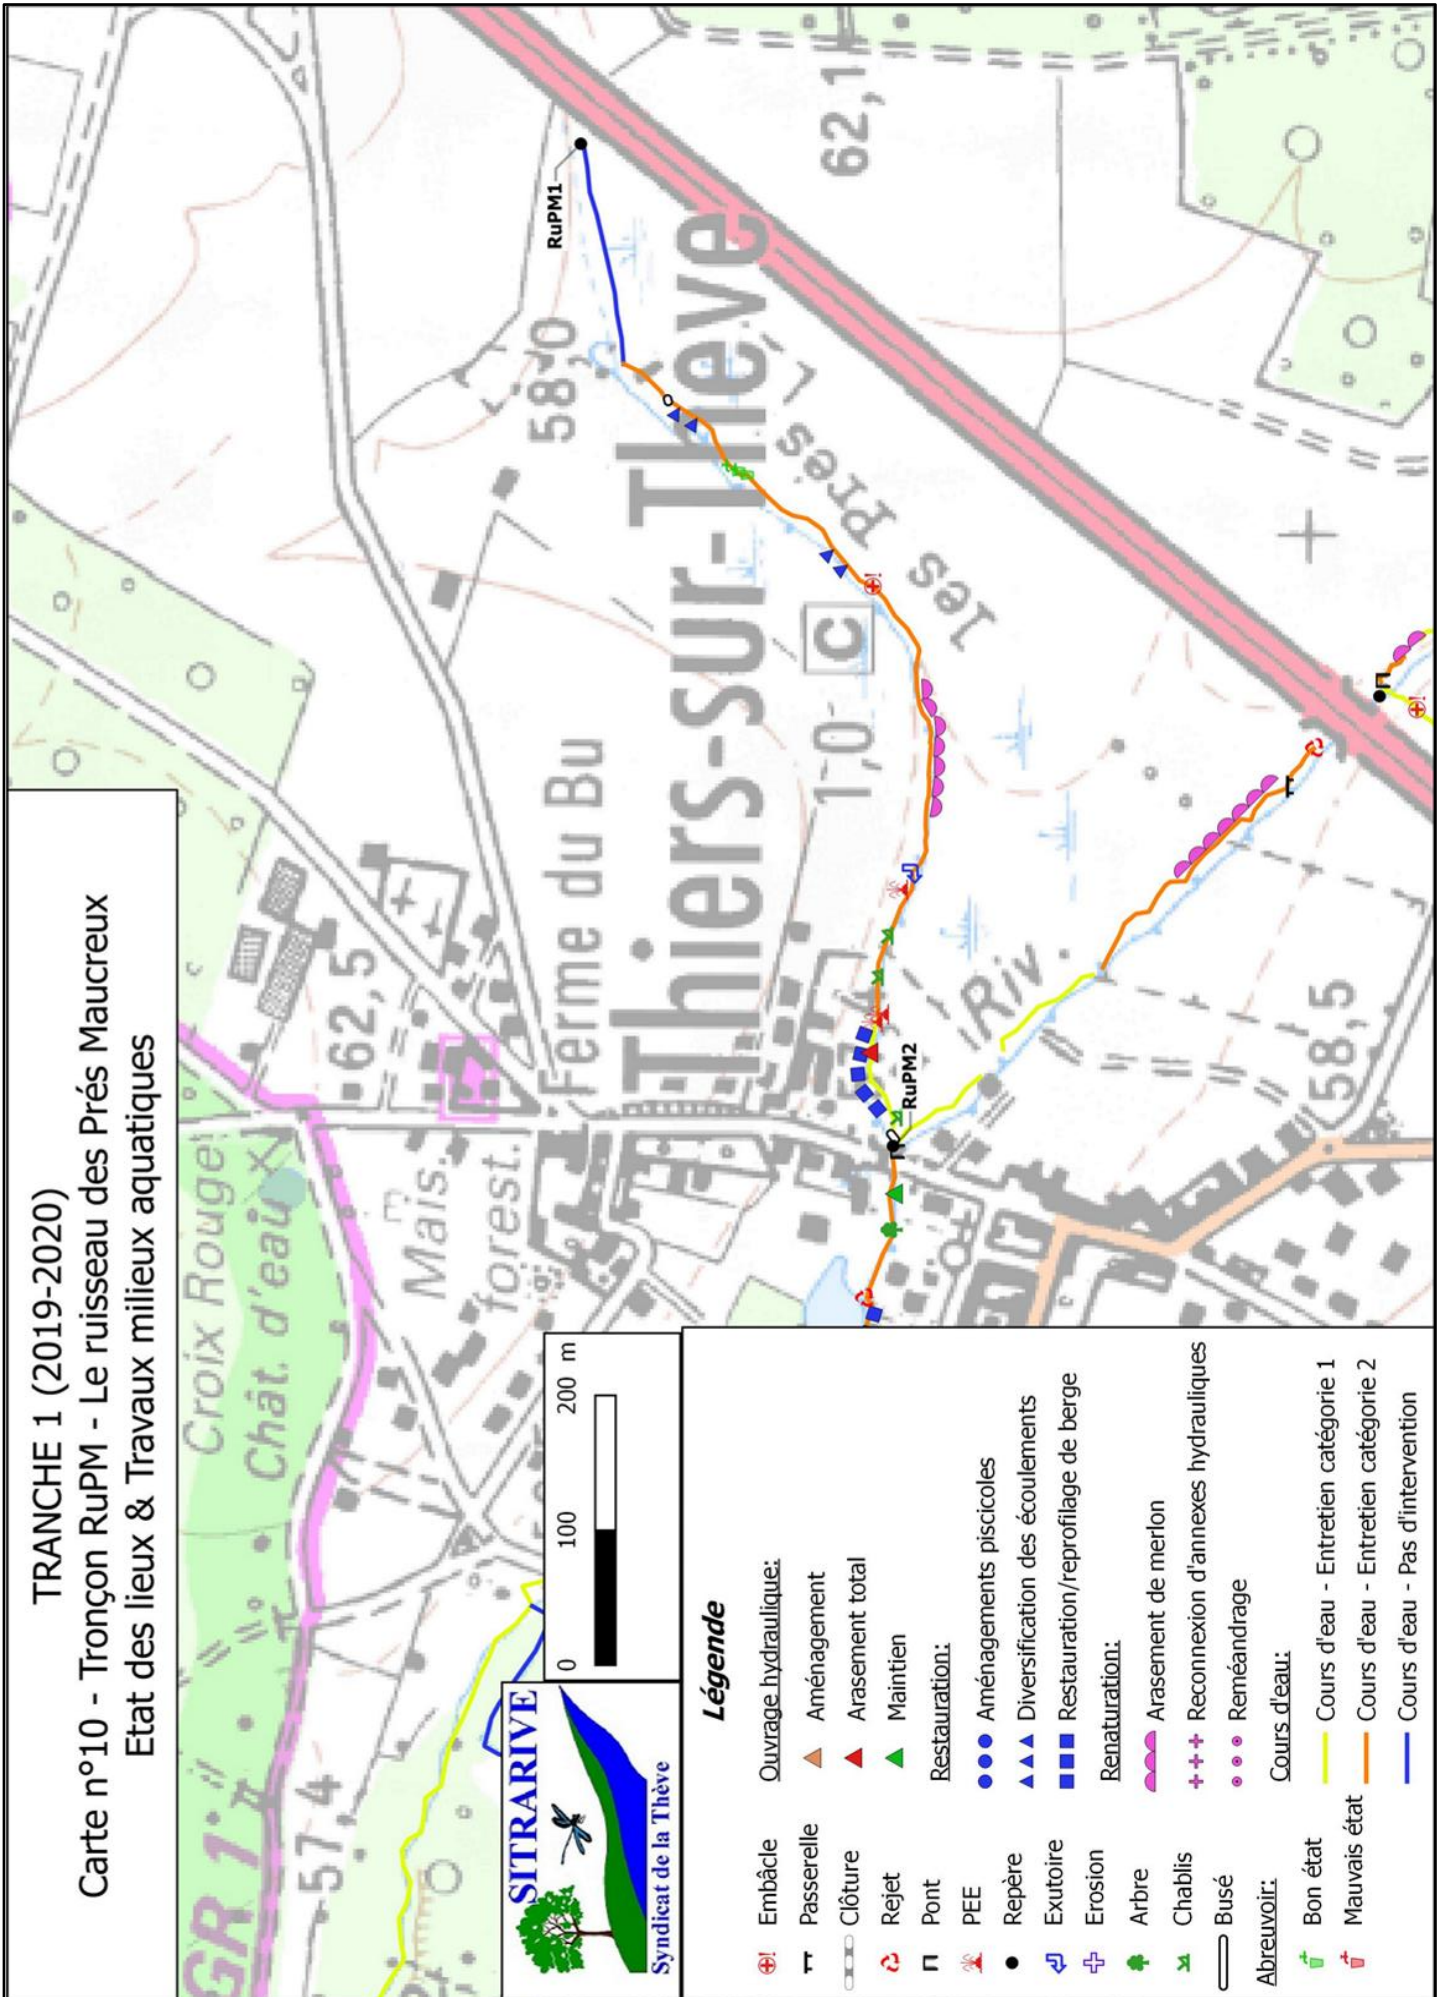 TRANCHE 1 (2019-2020)
Carte n°10 - Tronçon RuPM - Le ruisseau des Prés Maucreux
Etat des lieux & Travaux milieux aquatiques
Croix Rouge
Chât. d'eau
GR 1
57,4
Mais.
forest.
62,5
Ferme du Bu
Thiers-sur-Thève
58,0
62,1
1,0
C
les Prés
Riv.
58,5
RuPM1
RuPM2
0 100 200 m
SITRARIVE
Syndicat de la Thève
Légende
Embâcle
Passerelle
Clôture
Rejet
Pont
PEE
Repère
Exutoire
Erosion
Arbre
Chablis
Busé
Abreuvoir:
Bon état
Mauvais état
Ouvrage hydraulique:
Aménagement
Arasement total
Maintien
Restauration:
Aménagements piscicoles
Diversification des écoulements
Restauration/reprofilage de berge
Renaturation:
Arasement de merlon
Reconnexion d'annexes hydrauliques
Reméandrage
Cours d'eau:
Cours d'eau - Entretien catégorie 1
Cours d'eau - Entretien catégorie 2
Cours d'eau - Pas d'intervention